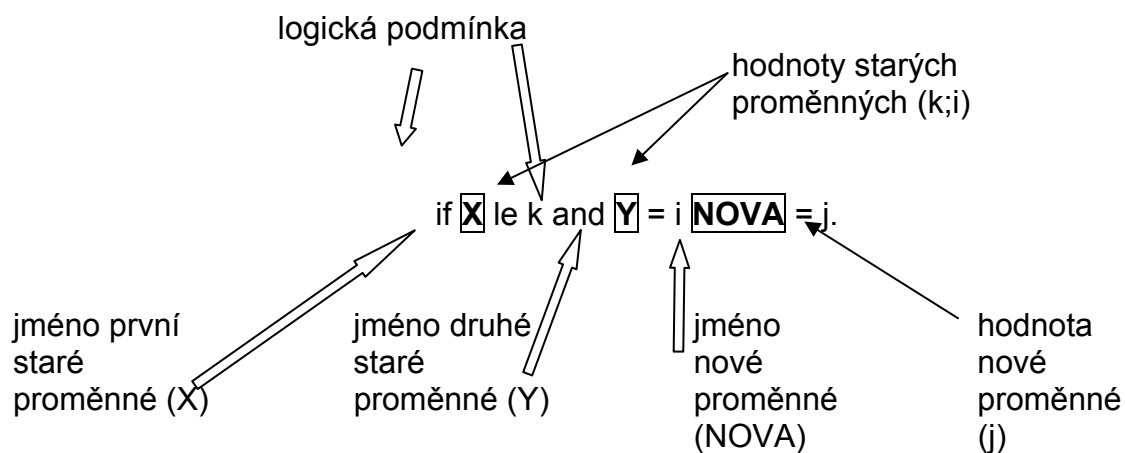 logická podmínka
hodnoty starých
proměnných (k;i)
if X le k and Y = i NOVA = j.
jméno první
staré
proměnné (X)
jméno druhé
staré
proměnné (Y)
jméno
nové
proměnné
(NOVA)
hodnota
nové
proměnné
(j)